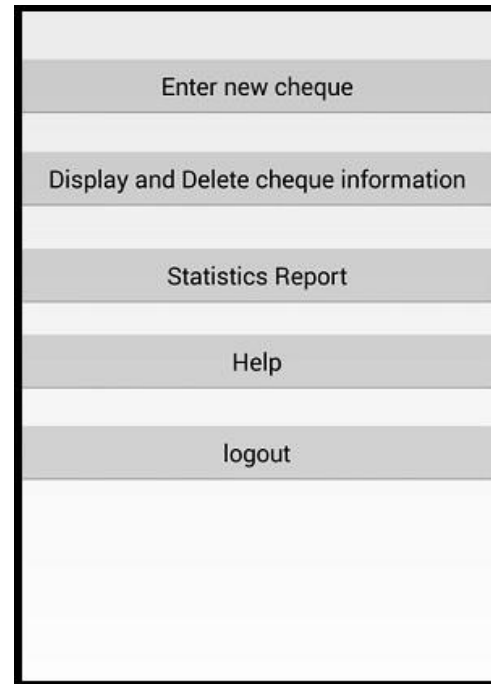 Enter new cheque
Display and Delete cheque information
Statistics Report
Help
logout